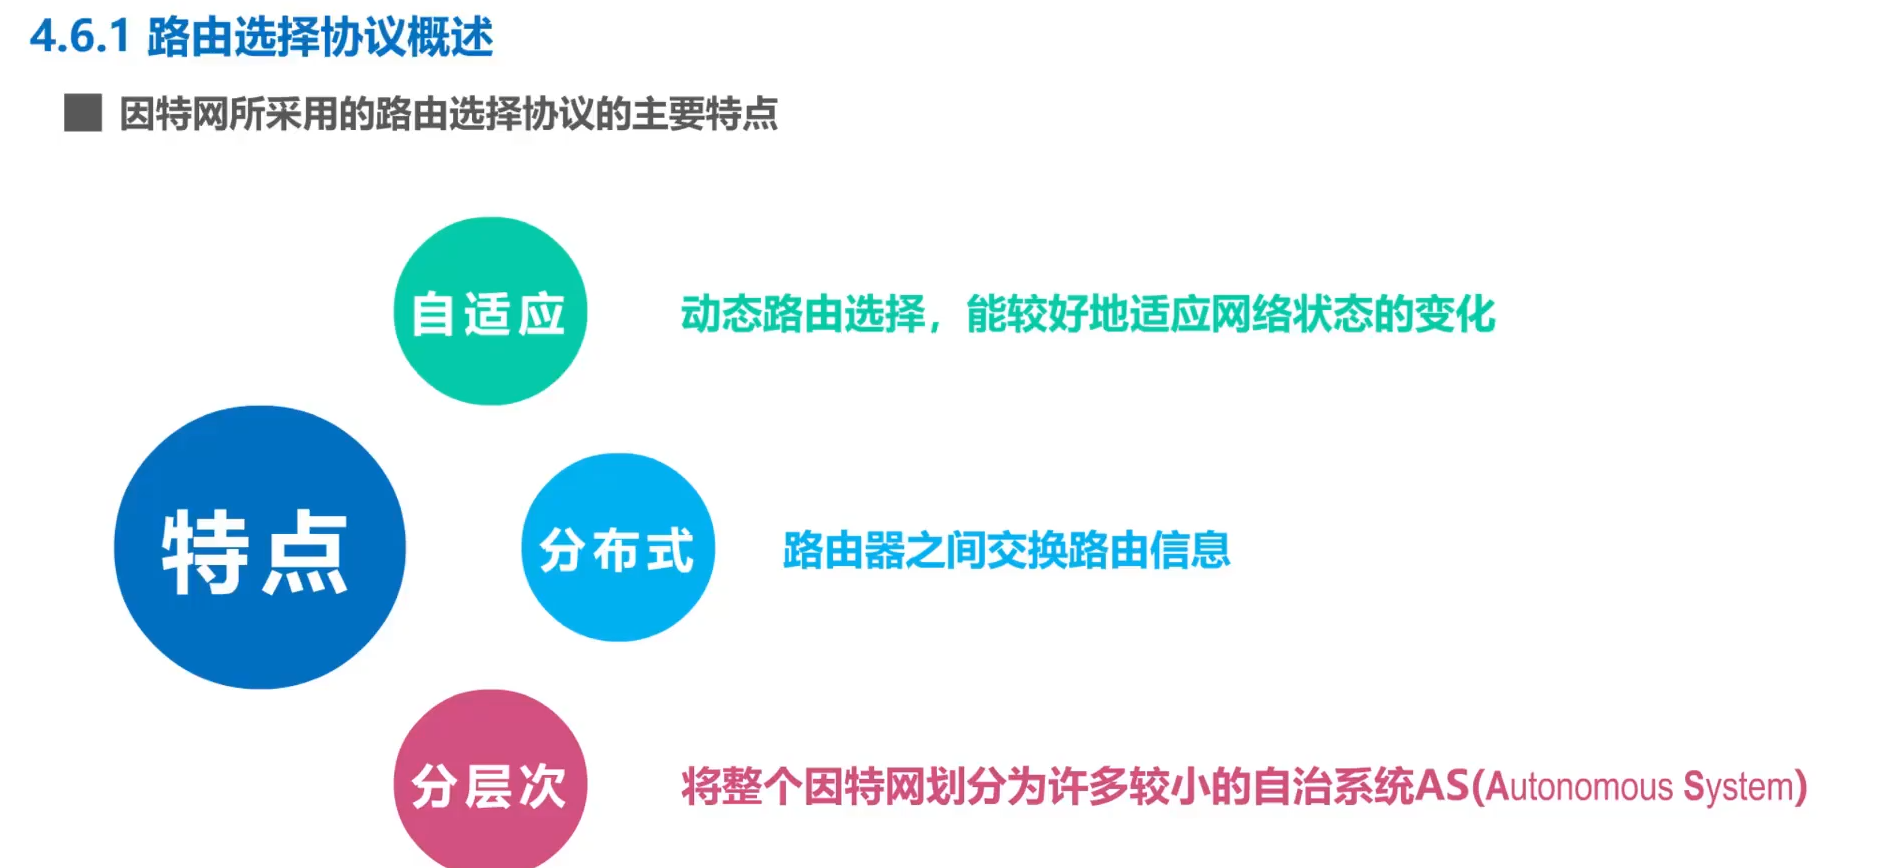 4.6.1 路由选择协议概述
因特网所采用的路由选择协议的主要特点
自适应
动态路由选择，能较好地适应网络状态的变化
特点
分布式
路由器之间交换路由信息
分层次
将整个因特网划分为许多较小的自治系统AS(Autonomous System)